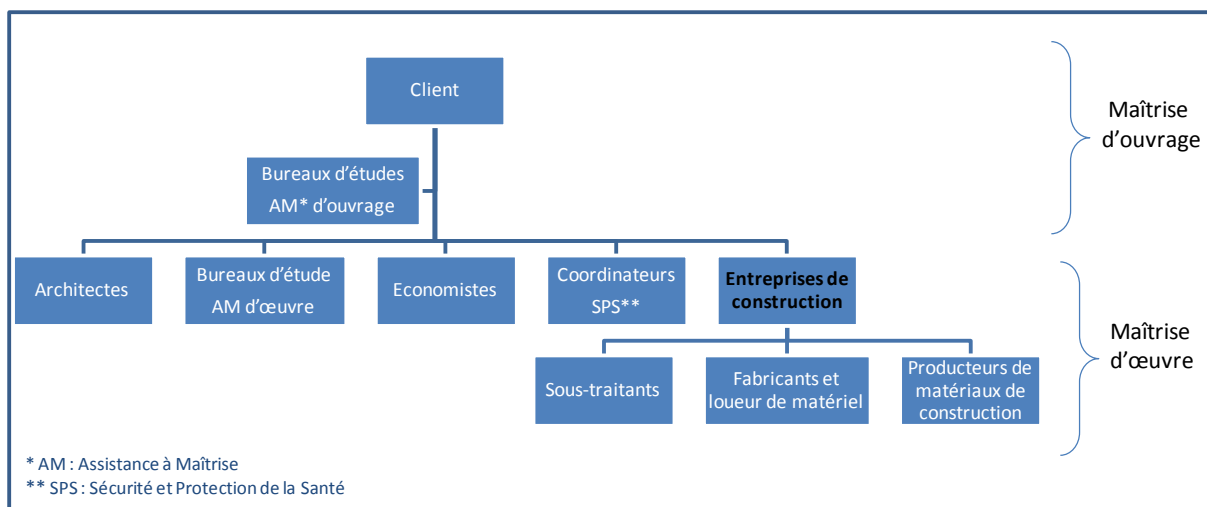 Client
Maîtrise
d'ouvrage
Bureaux d'études
AM* d'ouvrage
Architectes
Bureaux d'étude
AM d'œuvre
Economistes
Coordinateurs
SPS**
Entreprises de
construction
Maîtrise
d'œuvre
Sous-traitants
Fabricants et
loueur de matériel
Producteurs de
matériaux de
construction
* AM : Assistance à Maîtrise
** SPS : Sécurité et Protection de la Santé